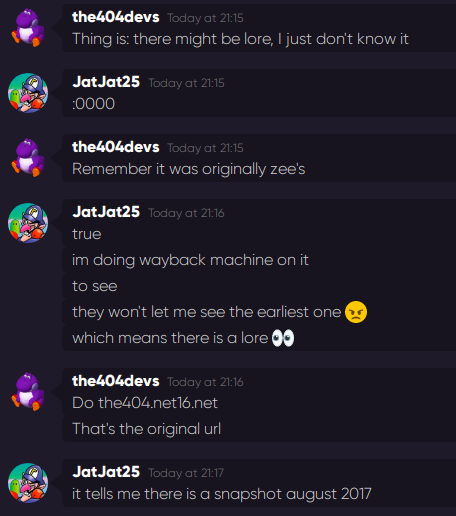 the404devs Today at 21:15
Thing is: there might be lore, I just don't know it
JatJat25 Today at 21:15
:0000
the404devs Today at 21:15
Remember it was originally zee's
JatJat25 Today at 21:16
true
im doing wayback machine on it
to see
they won't let me see the earliest one 😠
which means there is a lore 👀
the404devs Today at 21:16
Do the404.net16.net
That's the original url
JatJat25 Today at 21:17
it tells me there is a snapshot august 2017